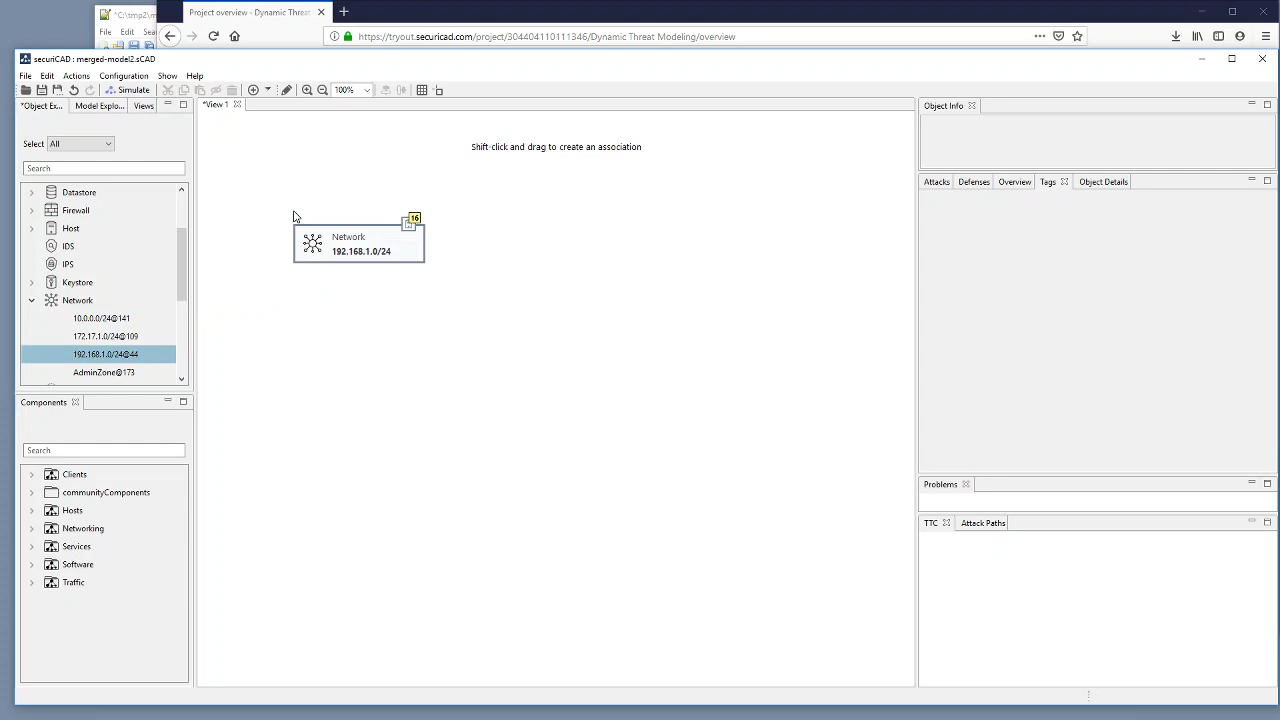 *C:\tmp2\m
File Edit Sea
Project overview - Dynamic Threat
https://tryout.securicad.com/project/304404110111346/Dynamic Threat Modeling/overview
securiCAD : merged-model2.sCAD
File Edit Actions Configuration Show Help
Simulate 100%
*Object Ex... Model Explo... Views
Select All
Search
Datastore
Firewall
Host
IDS
IPS
Keystore
Network
10.0.0.0/24@141
172.17.1.0/24@109
192.168.1.0/24@44
AdminZone@173
Components
Search
Clients
communityComponents
Hosts
Networking
Services
Software
Traffic
*View 1
Shift-click and drag to create an association
16
Network
192.168.1.0/24
Object Info
Attacks Defenses Overview Tags Object Details
Problems
TTC Attack Paths